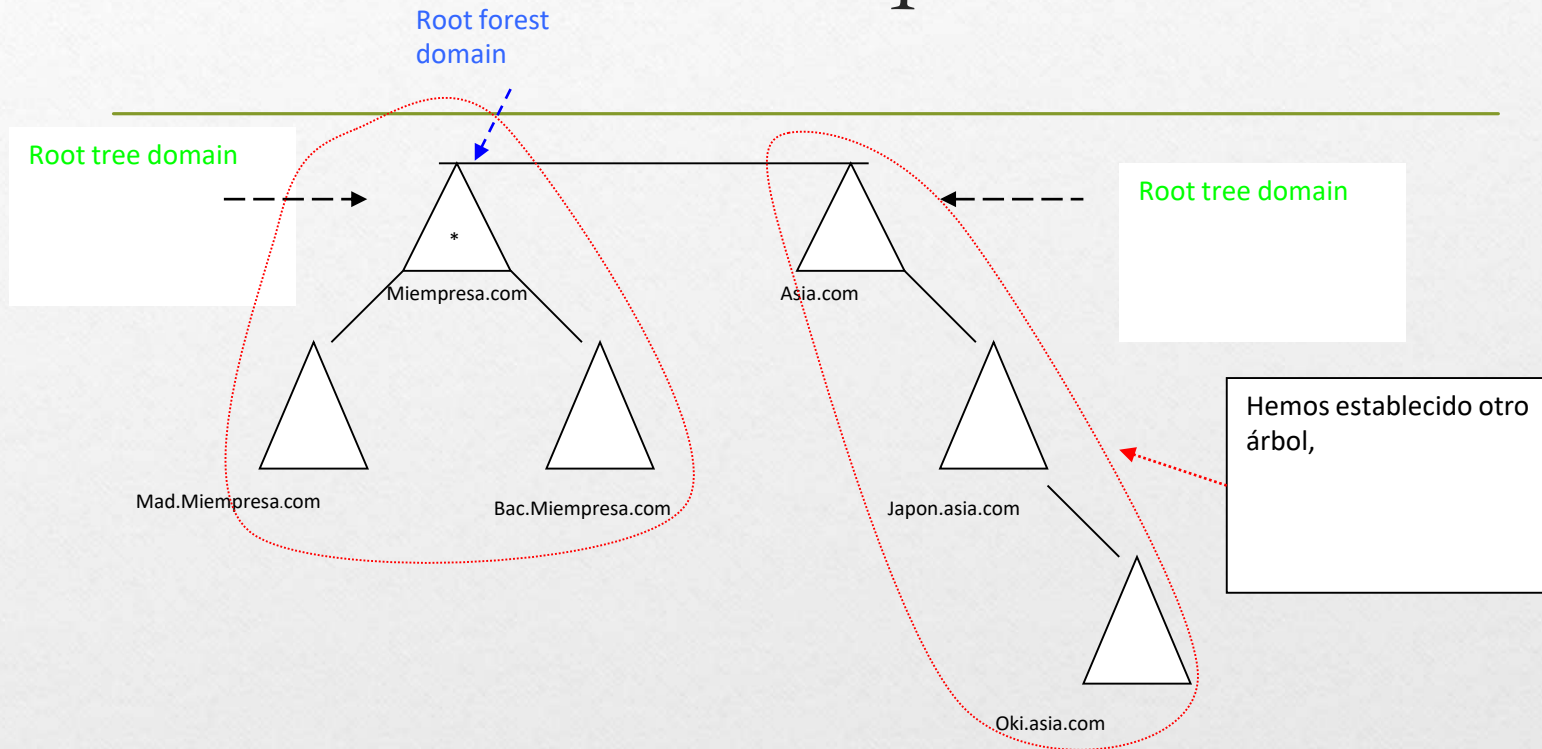 Root forest
domain
Root tree domain
Root tree domain
*
Miempresa.com
Asia.com
Hemos establecido otro
árbol,
Mad.Miempresa.com
Bac.Miempresa.com
Japon.asia.com
Oki.asia.com